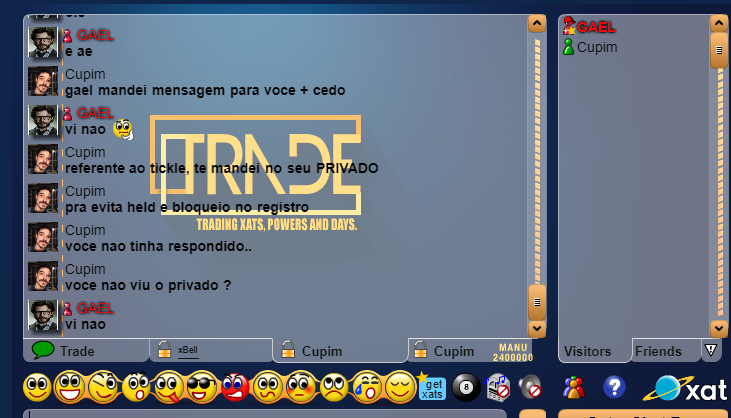 GAEL
e ae
Cupim
gael mandei mensagem para voce + cedo
GAEL
vi nao
Cupim
referente ao tickle, te mandei no seu PRIVADO
Cupim
pra evita held e bloqueio no registro
Cupim
voce nao tinha respondido..
Cupim
voce nao viu o privado ?
GAEL
vi nao
TRADE
TRADING XATS, POWERS AND DAYS.
GAEL
Cupim
Trade
xBell
Cupim
Cupim
MANU
2400000
Visitors
Friends
get
xats
8
?
xat